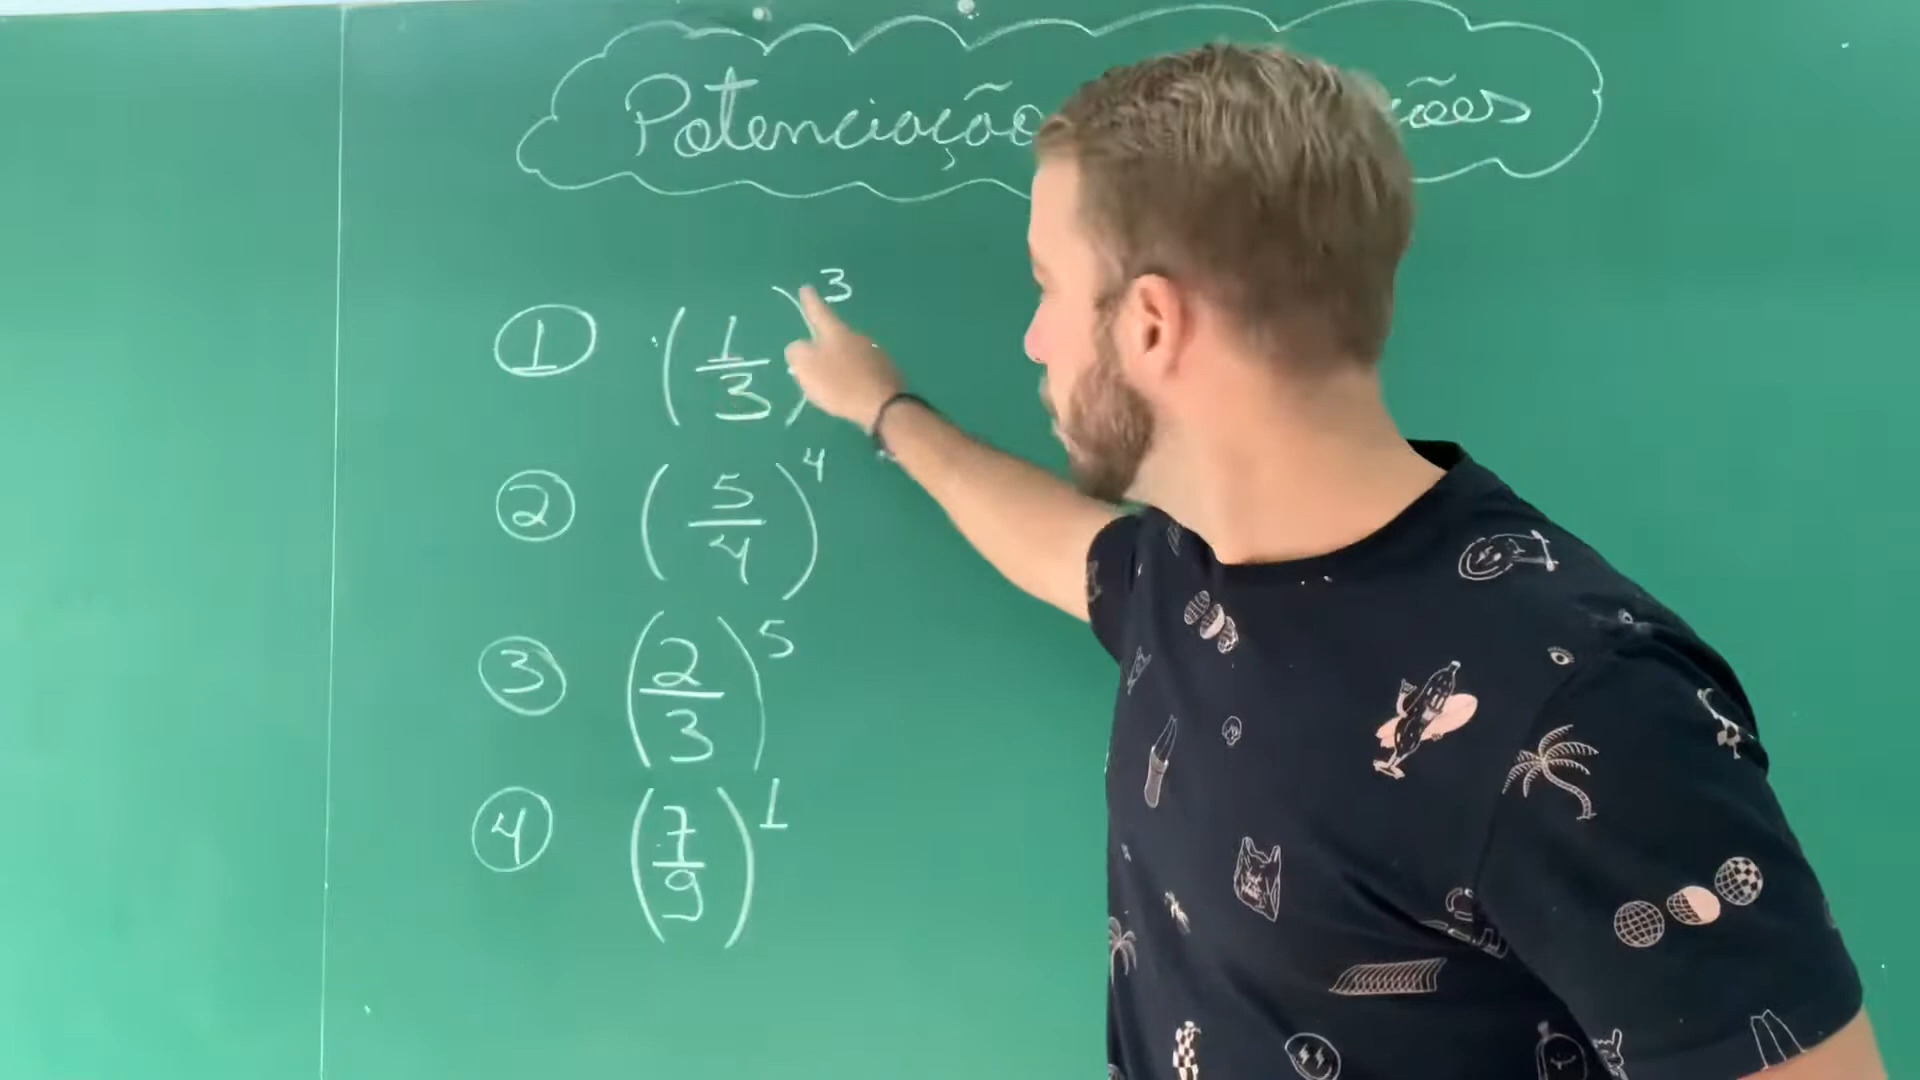 Potenciação ções
① (1/3)³
② (5/4)⁴
③ (2/3)⁵
④ (7/9)¹